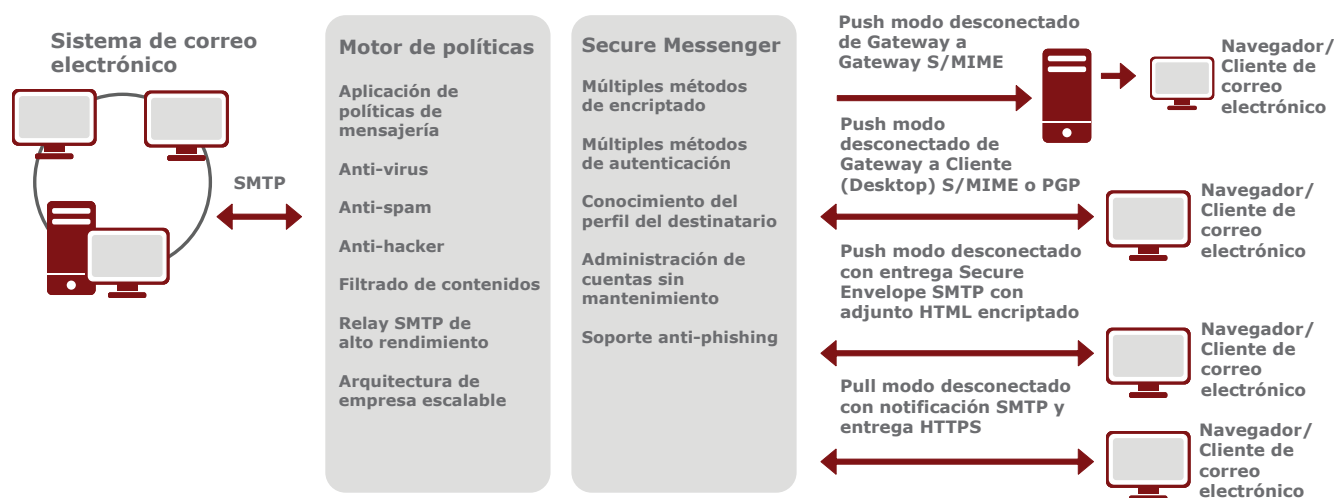 Sistema de correo
electrónico
SMTP
Motor de políticas
Aplicación de
políticas de
mensajería
Anti-virus
Anti-spam
Anti-hacker
Filtrado de contenidos
Relay SMTP de
alto rendimiento
Arquitectura de
empresa escalable
Secure Messenger
Múltiples métodos
de encriptado
Múltiples métodos
de autenticación
Conocimiento del
perfil del destinatario
Administración de
cuentas sin
mantenimiento
Soporte anti-phishing
Push modo desconectado
de Gateway a
Gateway S/MIME
Navegador/
Cliente de
correo
electrónico
Push modo
desconectado de
Gateway a Cliente
(Desktop) S/MIME o PGP
Navegador/
Cliente de
correo
electrónico
Push modo desconectado
con entrega Secure
Envelope SMTP con
adjunto HTML encriptado
Navegador/
Cliente de
correo
electrónico
Pull modo desconectado
con notificación SMTP y
entrega HTTPS
Navegador/
Cliente de
correo
electrónico